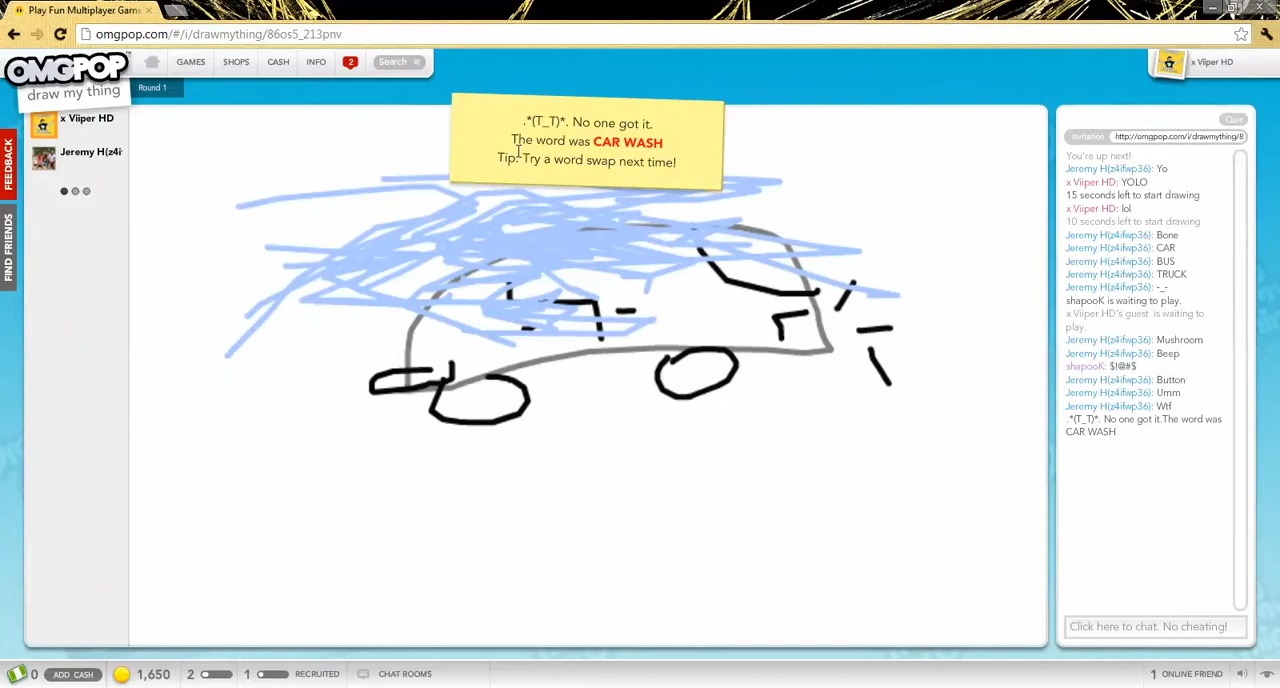 Play Fun Multiplayer Game
omgpop.com/#/i/drawmything/86os5_213pnv
OMGPOP
draw my thing
GAMES
SHOPS
CASH
INFO
2
Search
x Viiper HD
Round 1
x Viiper HD
Jeremy H(z4if
FEEDBACK
FIND FRIENDS
.*(T_T)*. No one got it.
The word was CAR WASH
Tip: Try a word swap next time!
Quit
Invitation
http://omgpop.com/i/drawmything/8
You're up next!
Jeremy H(z4ifwp36): Yo
x Viiper HD: YOLO
15 seconds left to start drawing
x Viiper HD: lol
10 seconds left to start drawing
Jeremy H(z4ifwp36): Bone
Jeremy H(z4ifwp36): CAR
Jeremy H(z4ifwp36): BUS
Jeremy H(z4ifwp36): TRUCK
Jeremy H(z4ifwp36): -_-
shapooK is waiting to play.
x Viiper HD's guest is waiting to
play.
Jeremy H(z4ifwp36): Mushroom
Jeremy H(z4ifwp36): Beep
shapooK: $!@#$
Jeremy H(z4ifwp36): Button
Jeremy H(z4ifwp36): Umm
Jeremy H(z4ifwp36): Wtf
.*(T_T)*. No one got it.The word was
CAR WASH
Click here to chat. No cheating!
0
ADD CASH
1,650
2
1
RECRUITED
CHAT ROOMS
1 ONLINE FRIEND